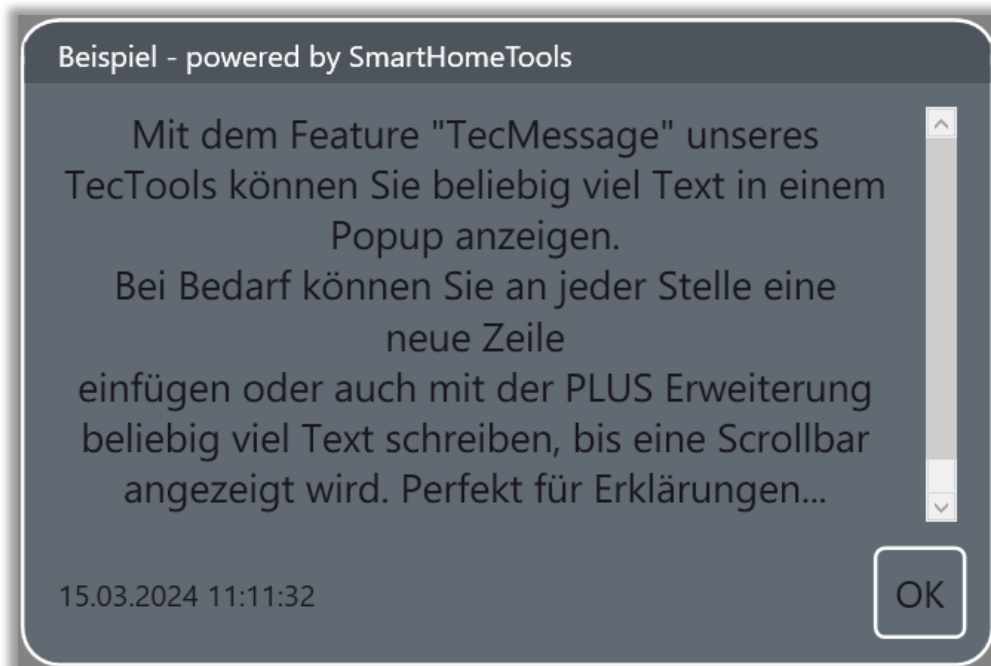 Beispiel - powered by SmartHomeTools
Mit dem Feature "TecMessage" unseres
TecTools können Sie beliebig viel Text in einem
Popup anzeigen.
Bei Bedarf können Sie an jeder Stelle eine
neue Zeile
einfügen oder auch mit der PLUS Erweiterung
beliebig viel Text schreiben, bis eine Scrollbar
angezeigt wird. Perfekt für Erklärungen...
15.03.2024 11:11:32
OK